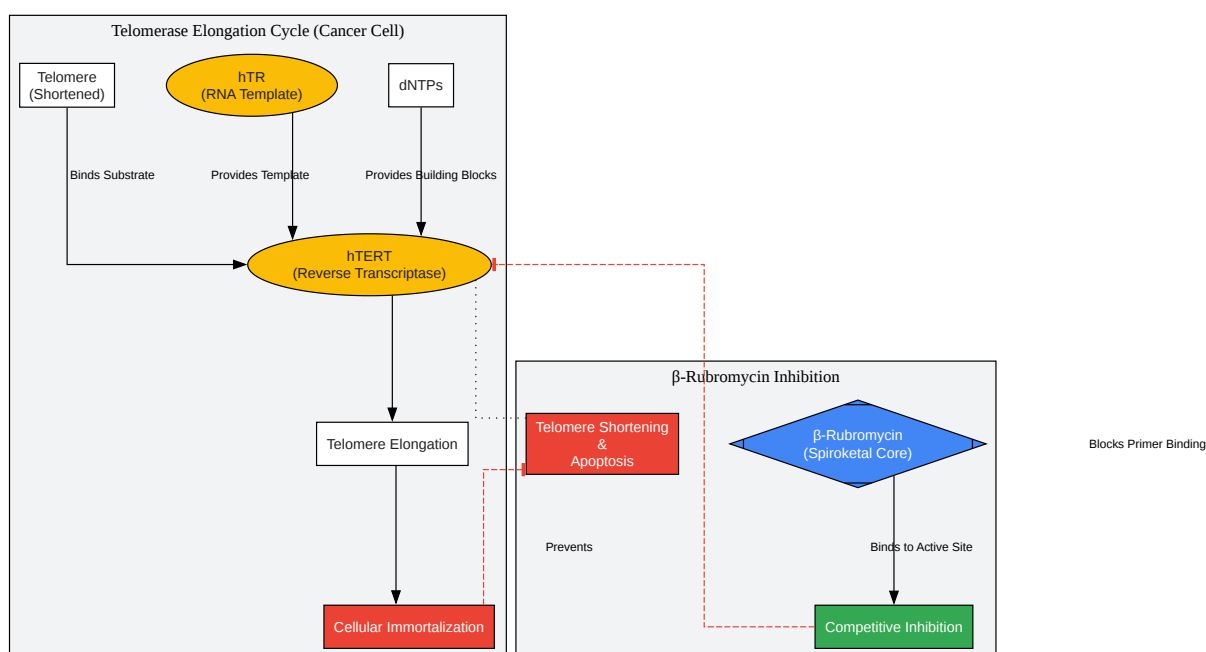 Telomerase Elongation Cycle (Cancer Cell)
Telomere
(Shortened)
hTR
(RNA Template)
dNTPs
Binds Substrate
Provides Template
Provides Building Blocks
hTERT
(Reverse Transcriptase)
β-Rubromycin Inhibition
Telomere Elongation
Telomere Shortening
&
Apoptosis
β-Rubromycin
(Spiroketal Core)
Blocks Primer Binding
Prevents
Binds to Active Site
Cellular Immortalization
Competitive Inhibition